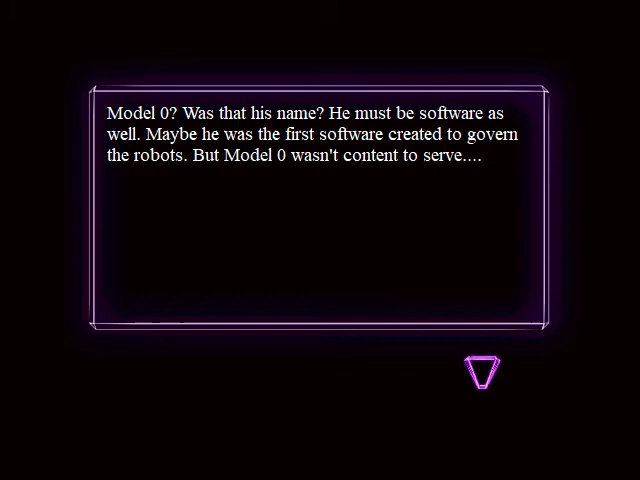 Model 0? Was that his name? He must be software as
well. Maybe he was the first software created to govern
the robots. But Model 0 wasn't content to serve....